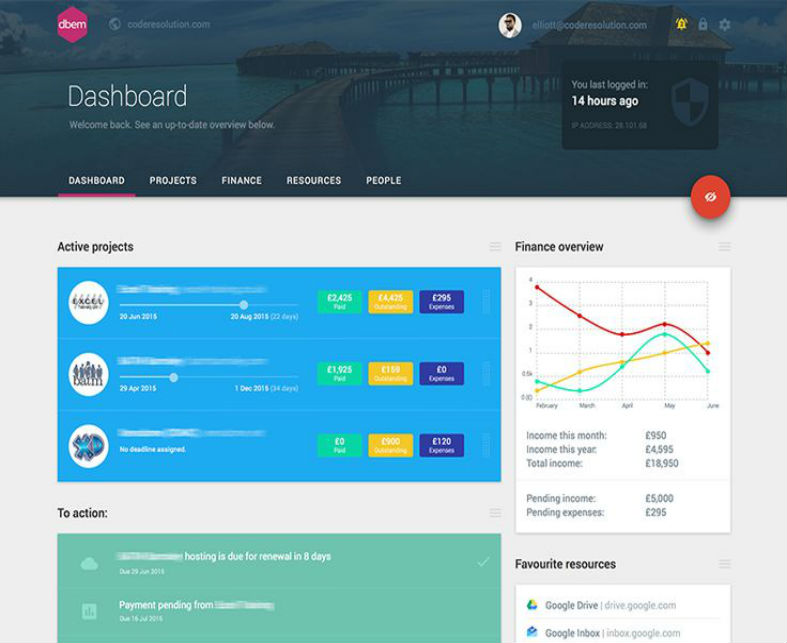 dbem
coderesolution.com
elliott@coderesolution.com
Dashboard
Welcome back. See an up-to-date overview below.
You last logged in:
14 hours ago
IP ADDRESS: 28.101.68
DASHBOARD PROJECTS FINANCE RESOURCES PEOPLE
Active projects
EXCEL
20 Jun 2015 20 Aug 2015 (22 days)
£2,425 £4,425 £295
Paid Outstanding Expenses
29 Apr 2015 1 Dec 2015 (34 days)
£1,925 £159 £0
Paid Outstanding Expenses
No deadline assigned.
£0 £900 £120
Paid Outstanding Expenses
To action:
hosting is due for renewal in 8 days
Due 29 Jun 2015
Payment pending from
Due 16 Jul 2015
Finance overview
4
3
2
1
0.5k
0.00
February March April May June
Income this month: £950
Income this year: £4,595
Total income: £18,950
Pending income: £5,000
Pending expenses: £295
Favourite resources
Google Drive | drive.google.com
Google Inbox | inbox.google.com